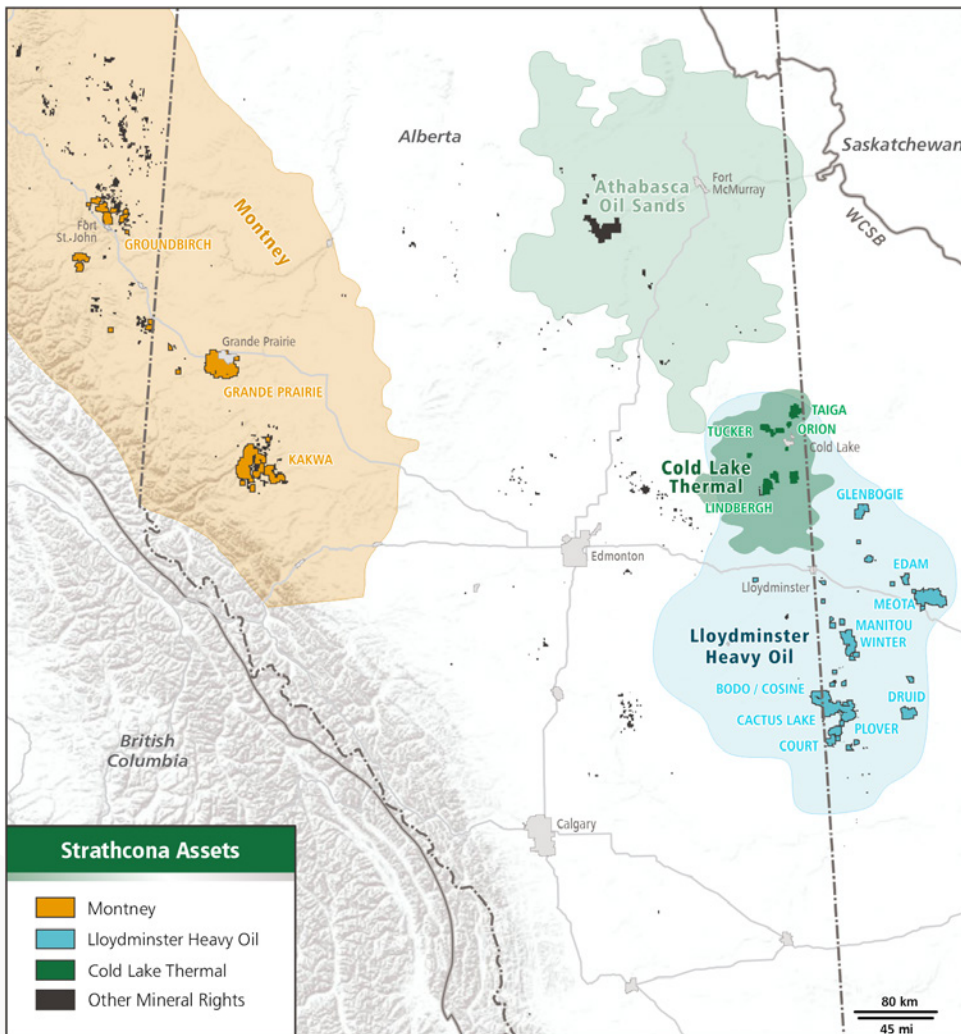 Alberta
Saskatchewan
WCSB
Athabasca
Oil Sands
Fort
McMurray
Montney
Fort
St. John
GROUNDBIRCH
Grande Prairie
GRANDE PRAIRIE
KAKWA
TAIGA
TUCKER
ORION
Cold Lake
Cold Lake
Thermal
LINDBERGH
GLENBOGIE
Edmonton
EDAM
Lloydminster
MEOTA
MANITOU
WINTER
Lloydminster
Heavy Oil
BODO / COSINE
DRUID
CACTUS LAKE
PLOVER
COURT
British
Columbia
Calgary
Strathcona Assets
Montney
Lloydminster Heavy Oil
Cold Lake Thermal
Other Mineral Rights
80 km
45 mi